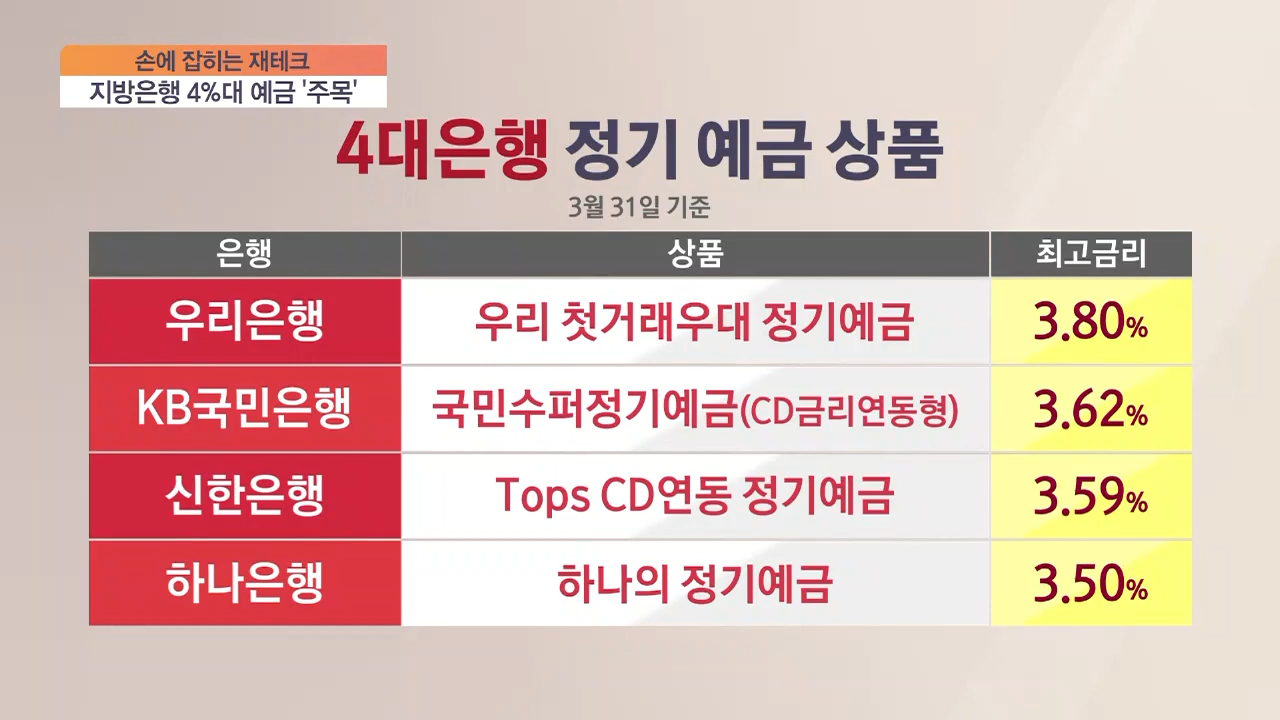 손에 잡히는 재테크
지방은행 4%대 예금 '주목'
4대은행 정기 예금 상품
3월 31일 기준
은행 상품 최고금리
우리은행 우리 첫거래우대 정기예금 3.80%
KB국민은행 국민수퍼정기예금(CD금리연동형) 3.62%
신한은행 Tops CD연동 정기예금 3.59%
하나은행 하나의 정기예금 3.50%